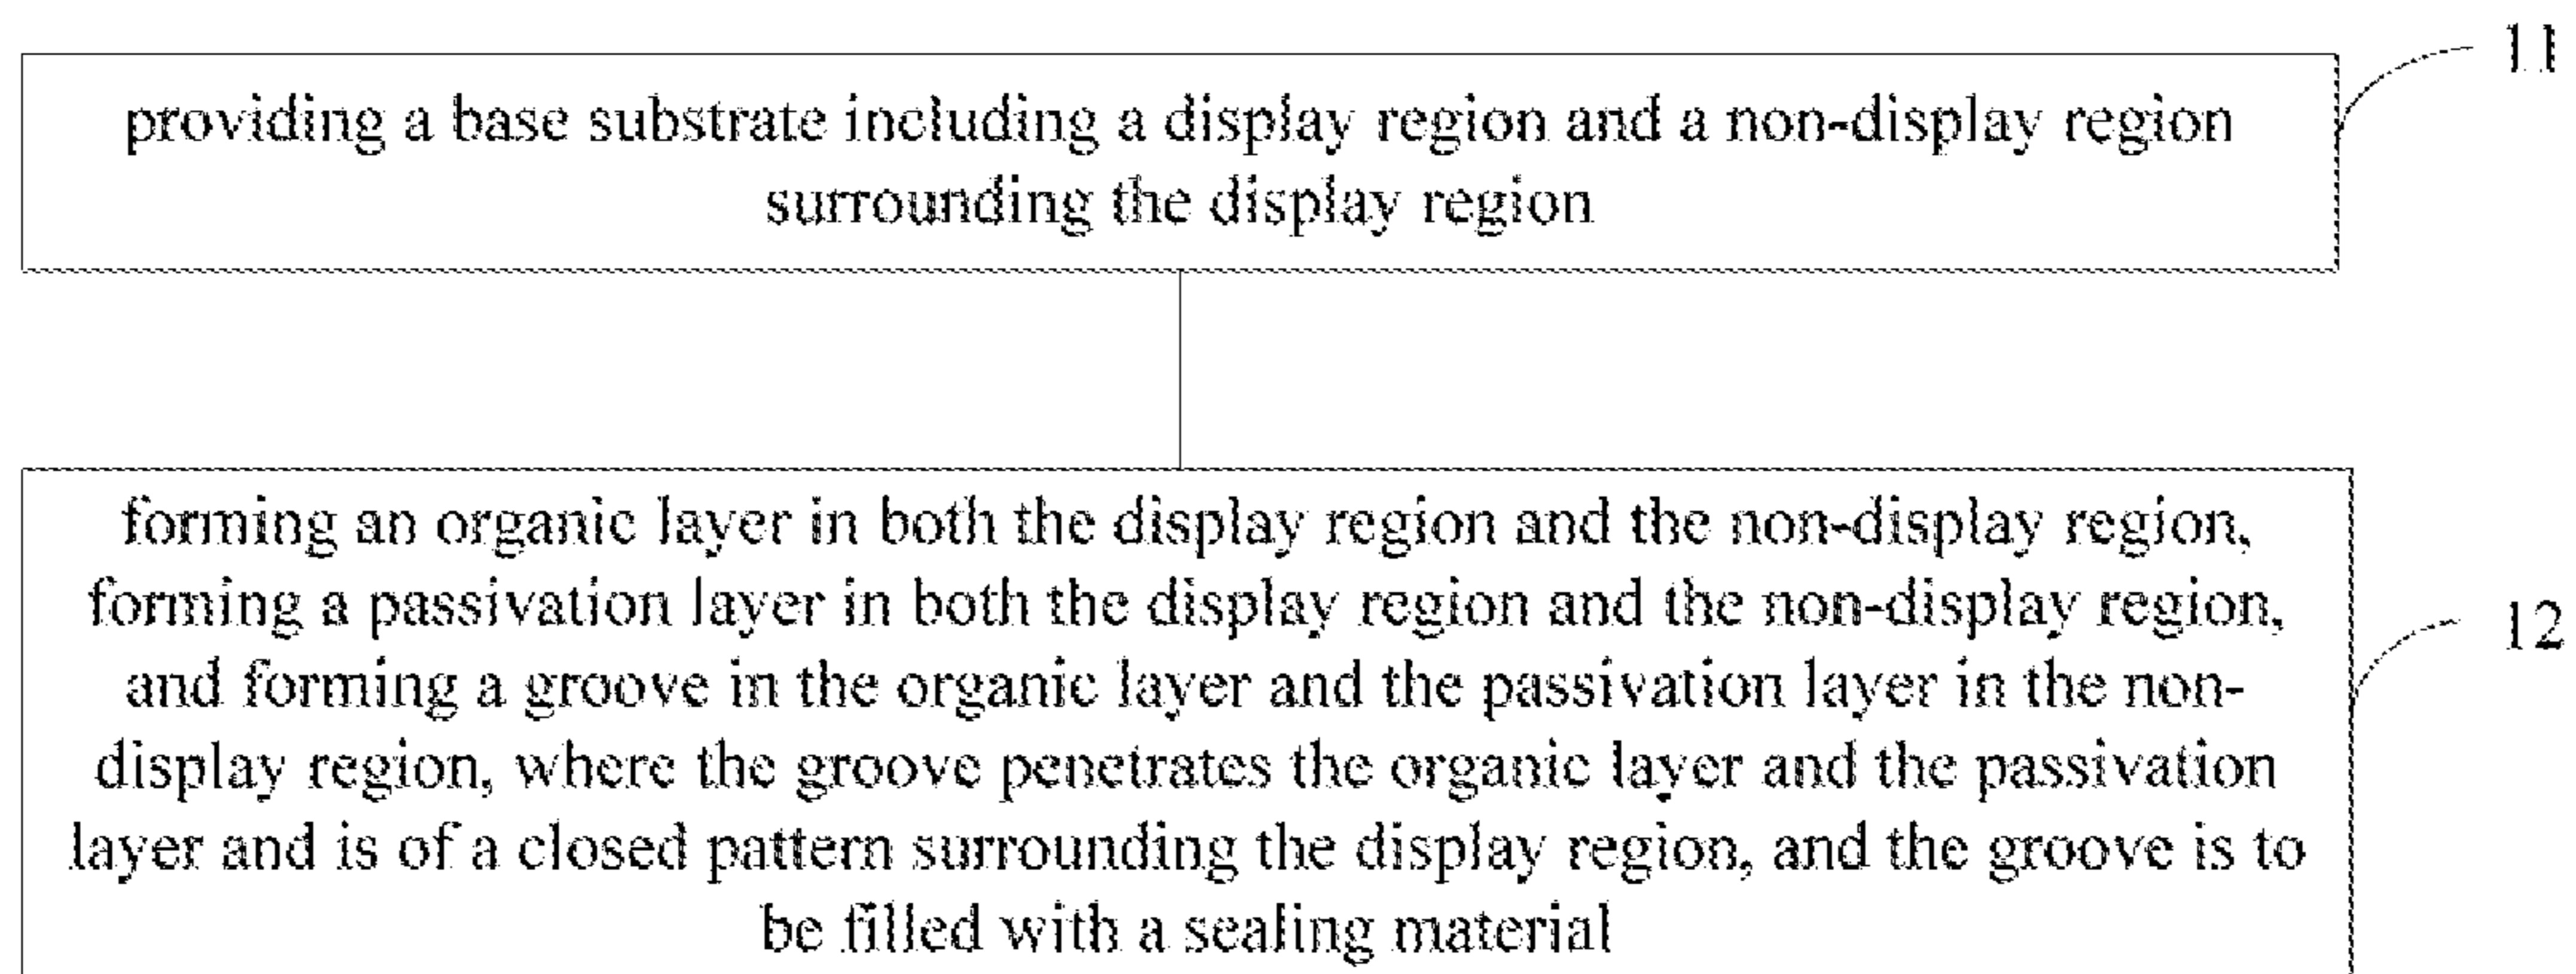 11
providing a base substrate including a display region and a non-display region
surrounding the display region
forming an organic layer in both the display region and the non-display region,
forming a passivation layer in both the display region and the non-display region,
12
and forming a groove in the organic layer and the passivation layer in the non-
display region, where the groove penetrates the organic layer and the passivation
layer and is of a closed pattern surrounding the display region, and the groove is to
be filled with a sealing material